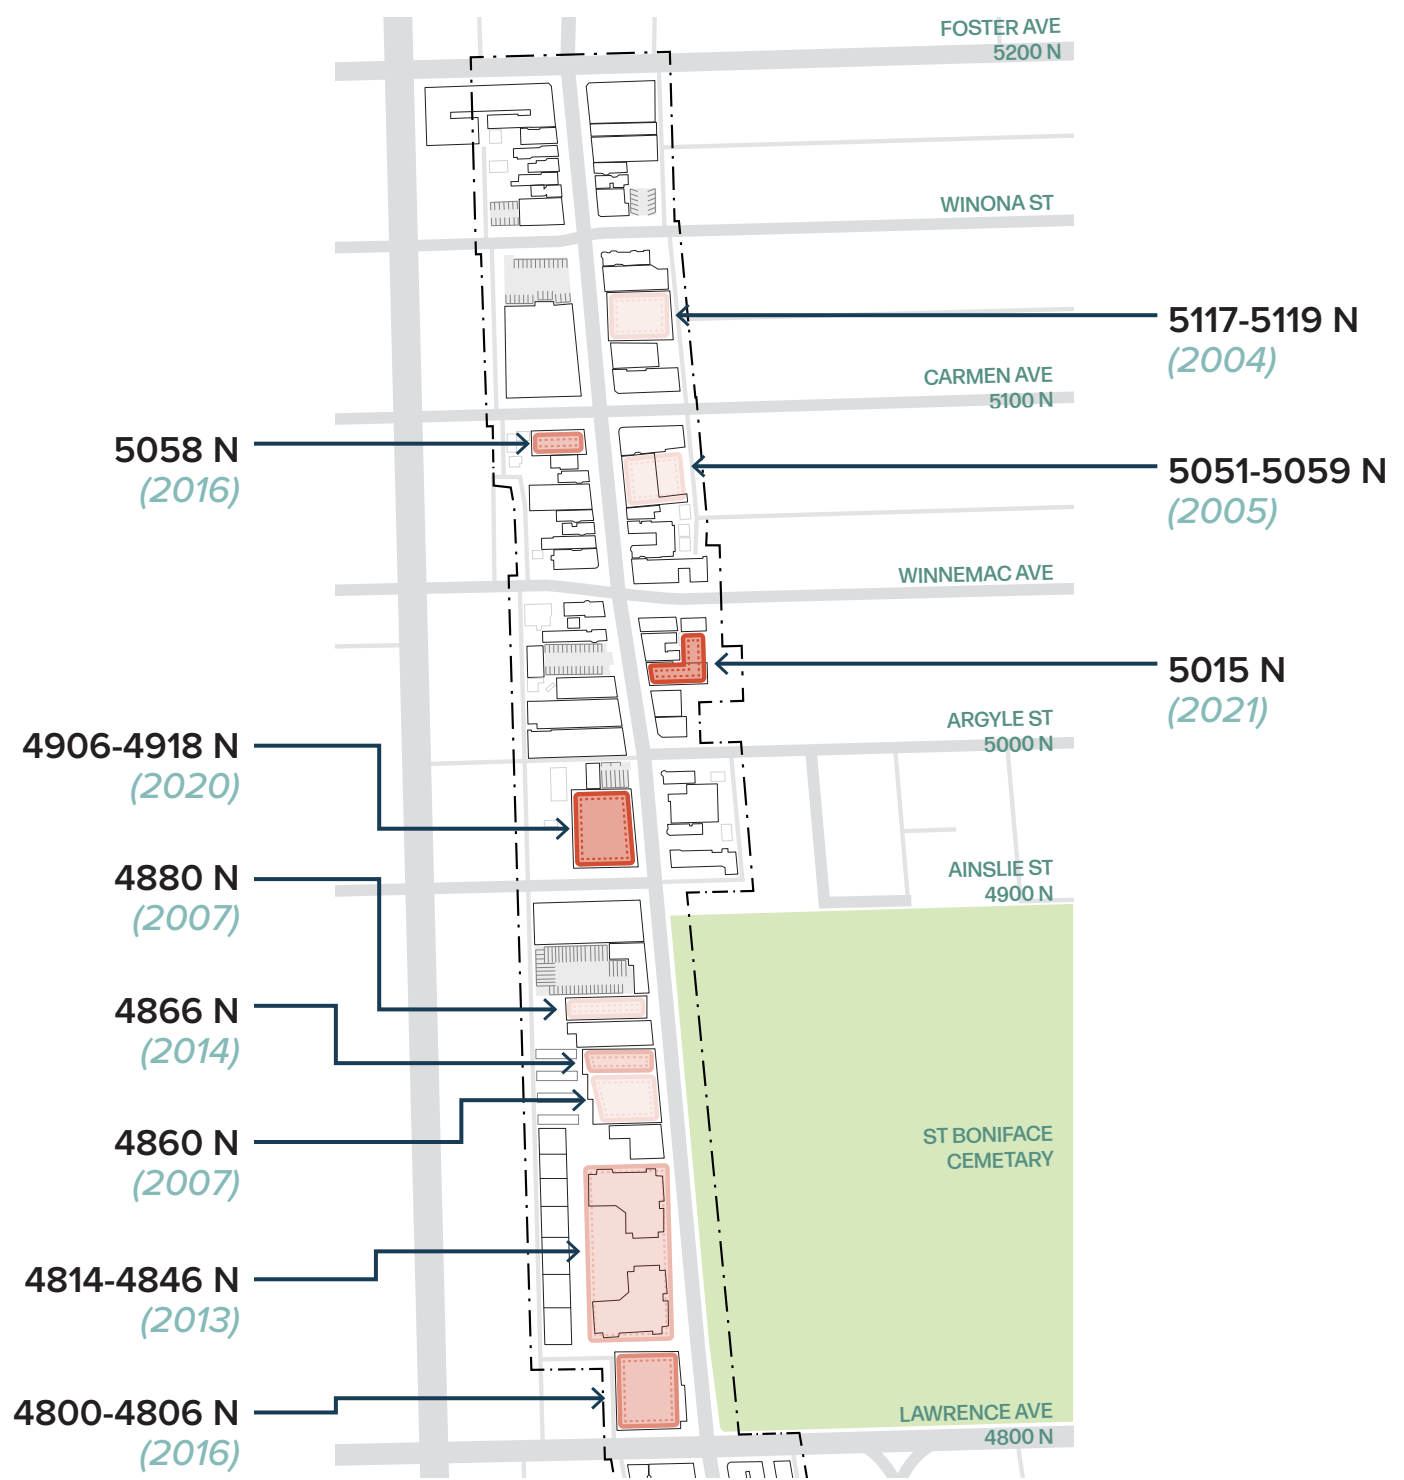 FOSTER AVE
5200 N
WINONA ST
5117-5119 N
(2004)
CARMEN AVE
5100 N
5058 N
(2016)
5051-5059 N
(2005)
WINNEMAC AVE
5015 N
(2021)
ARGYLE ST
5000 N
4906-4918 N
(2020)
4880 N
(2007)
AINSLIE ST
4900 N
4866 N
(2014)
4860 N
(2007)
ST BONIFACE
CEMETARY
4814-4846 N
(2013)
4800-4806 N
(2016)
LAWRENCE AVE
4800 N